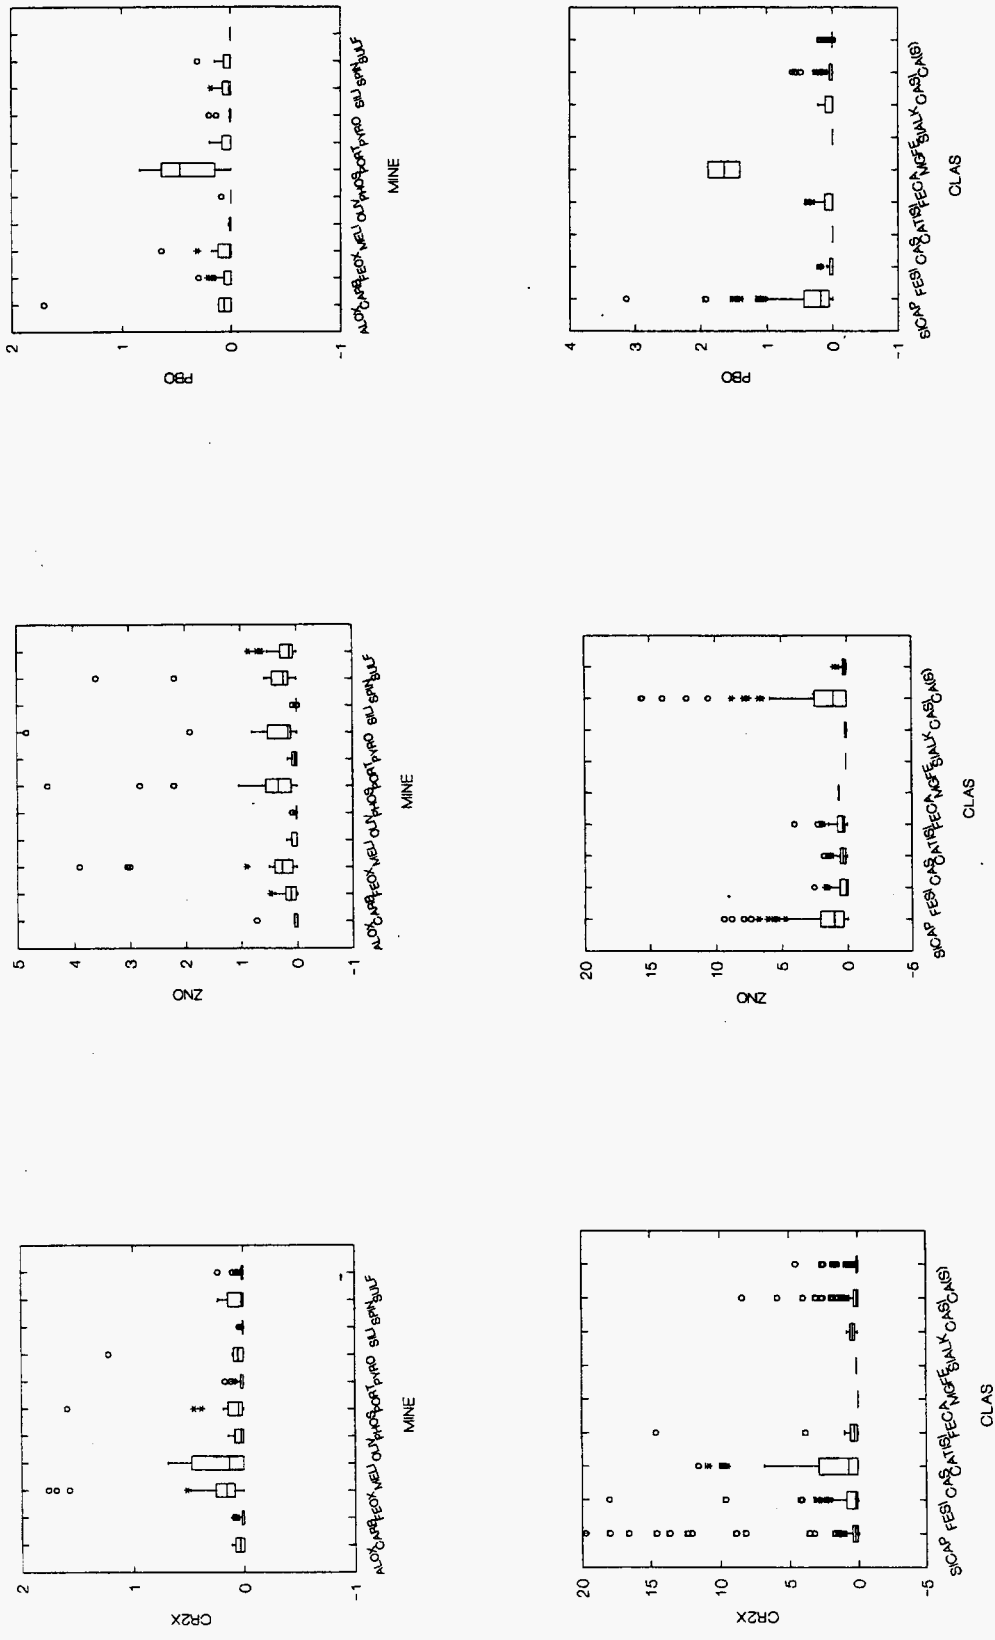 2
1
0
-1
PBO
ALOX CARB FEOX MELI OLIV PHOS PORT PYRO SILI SPIN SULF
MINE
4
3
2
1
0
-1
PBO
SICAP FESI CAS CATISI FECA MGFE SIALK CASI CA(S)
CLAS
5
4
3
2
1
0
-1
ZNO
ALOX CARB FEOX MELI OLIV PHOS PORT PYRO SILI SPIN SULF
MINE
20
15
10
5
0
-5
ZNO
SICAP FESI CAS CATISI FECA MGFE SIALK CASI CA(S)
CLAS
2
1
0
-1
CR2X
ALOX CARB FEOX MELI OLIV PHOS PORT PYRO SILI SPIN SULF
MINE
20
15
10
5
0
-5
CR2X
SICAP FESI CAS CATISI FECA MGFE SIALK CASI CA(S)
CLAS